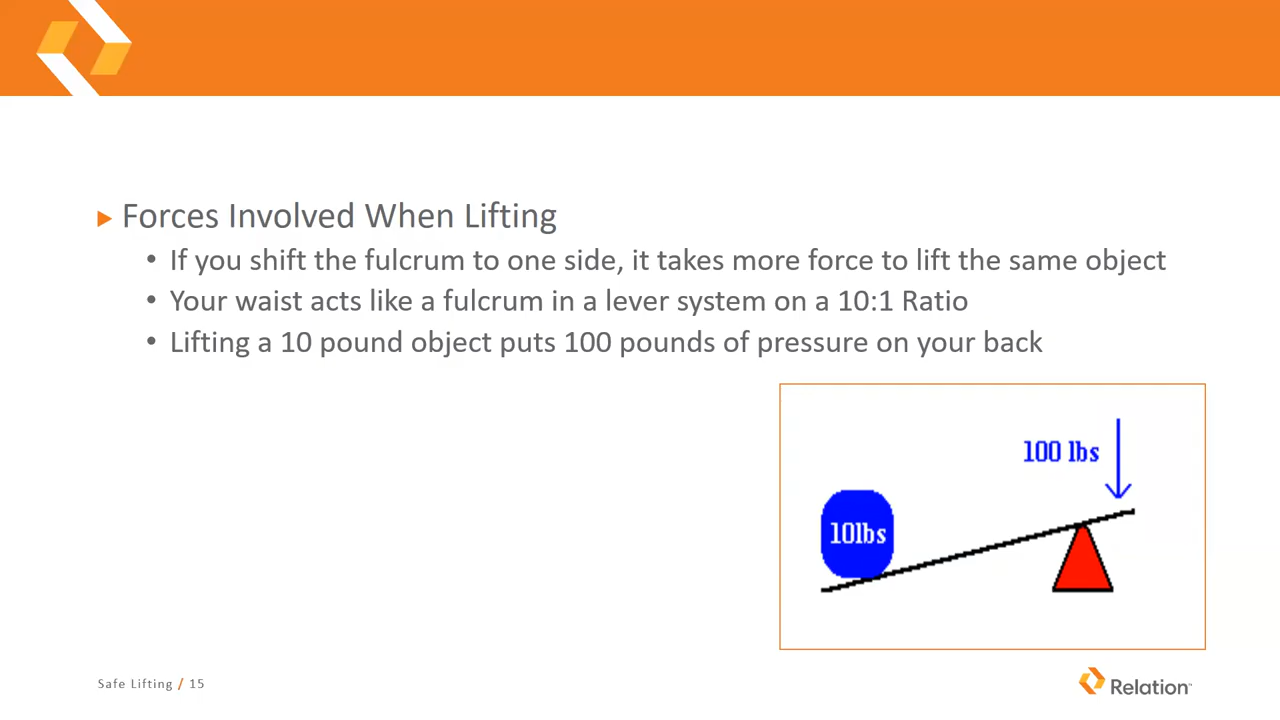 Forces Involved When Lifting
• If you shift the fulcrum to one side, it takes more force to lift the same object
• Your waist acts like a fulcrum in a lever system on a 10:1 Ratio
• Lifting a 10 pound object puts 100 pounds of pressure on your back
100 lbs
10lbs
Safe Lifting / 15
Relation™